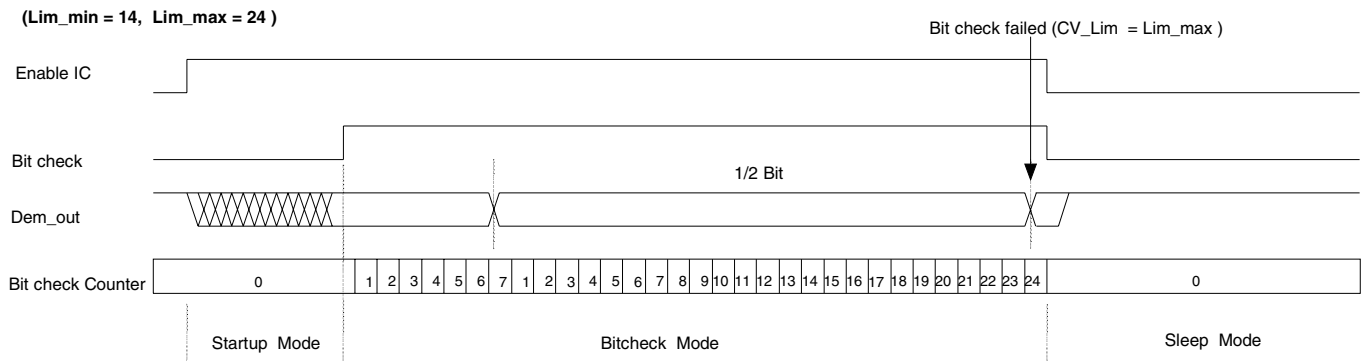 (Lim_min = 14, Lim_max = 24 )
Bit check failed (CV_Lim = Lim_max )
Enable IC
Bit check
1/2 Bit
Dem_out
Bit check Counter 0 1 2 3 4 5 6 7 1 2 3 4 5 6 7 8 9 10 11 12 13 14 15 16 17 18 19 20 21 22 23 24 0
Startup Mode Bitcheck Mode Sleep Mode